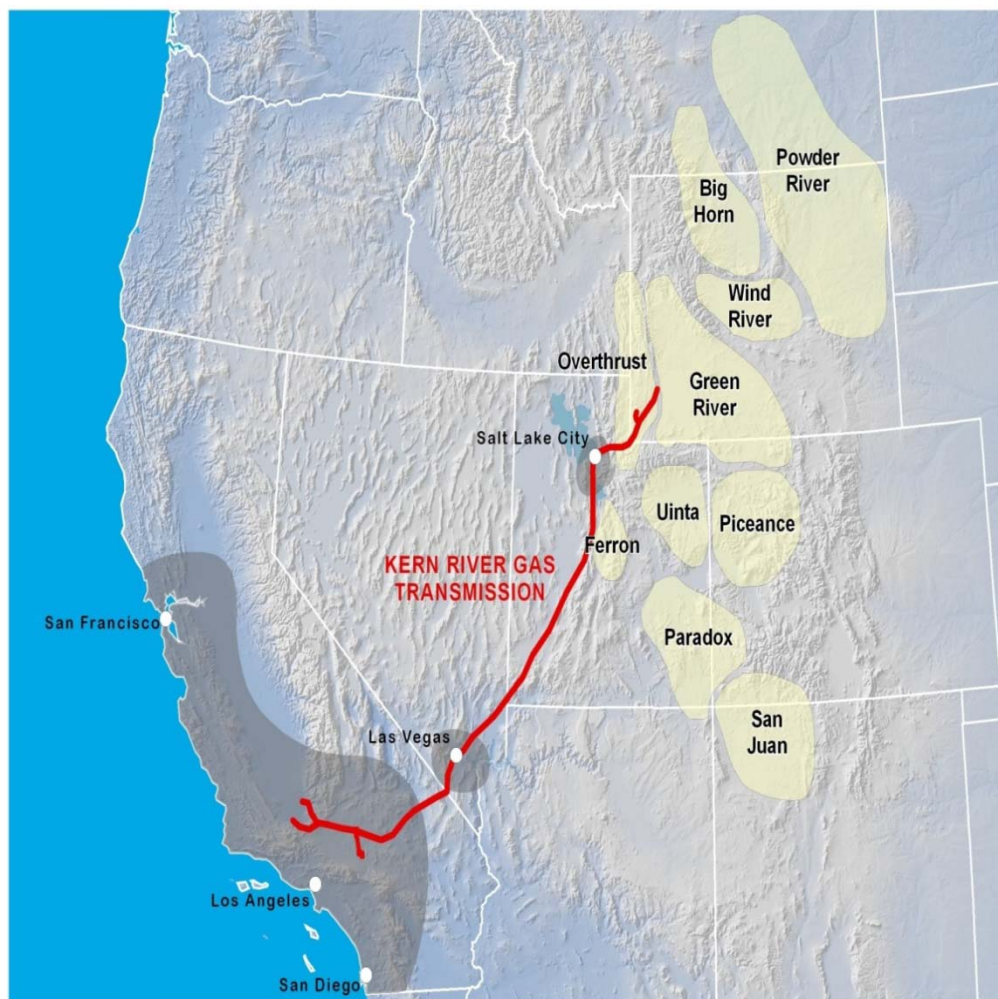 Powder
River
Big
Horn
Wind
River
Overthrust
Green
River
Salt Lake City
Uinta
Piceance
Ferron
KERN RIVER GAS
TRANSMISSION
San Francisco
Paradox
San
Juan
Las Vegas
Los Angeles
San Diego